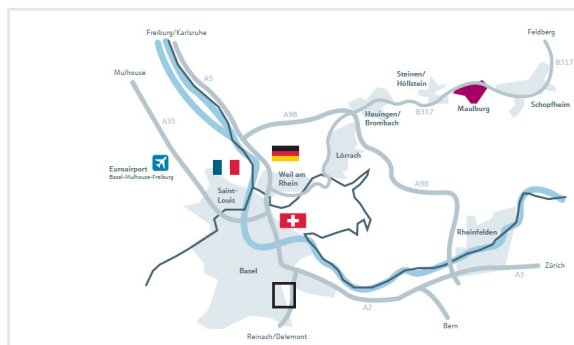 Freiburg/Karlsruhe
Feldberg
B317
Mulhouse
A5
Steinen/
Höllstein
A98
Maulburg
Schopfheim
B317
A35
Hauingen/
Brombach
Euroairport
Basel-Mulhouse-Freiburg
Weil am
Rhein
Lörrach
Saint-
Louis
A98
Rheinfelden
Basel
Zürich
A3
A2
Bern
Reinach/Delemont